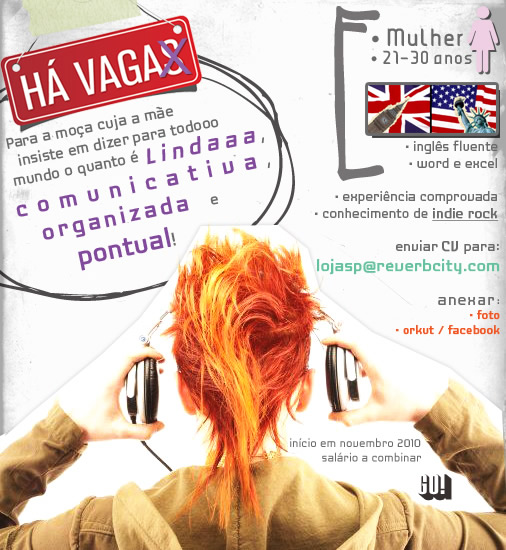 HÁ VAGAS
Para a moça cuja a mãe
insiste em dizer para todooo
mundo o quanto é Lindaaa,
comunicativa,
organizada e
pontual!
• Mulher
• 21-30 anos
• inglês fluente
• word e excel
• experiência comprovada
• conhecimento de indie rock
enviar CV para:
lojasp@reverbcity.com
anexar:
• foto
• orkut / facebook
início em novembro 2010
salário a combinar
GO!